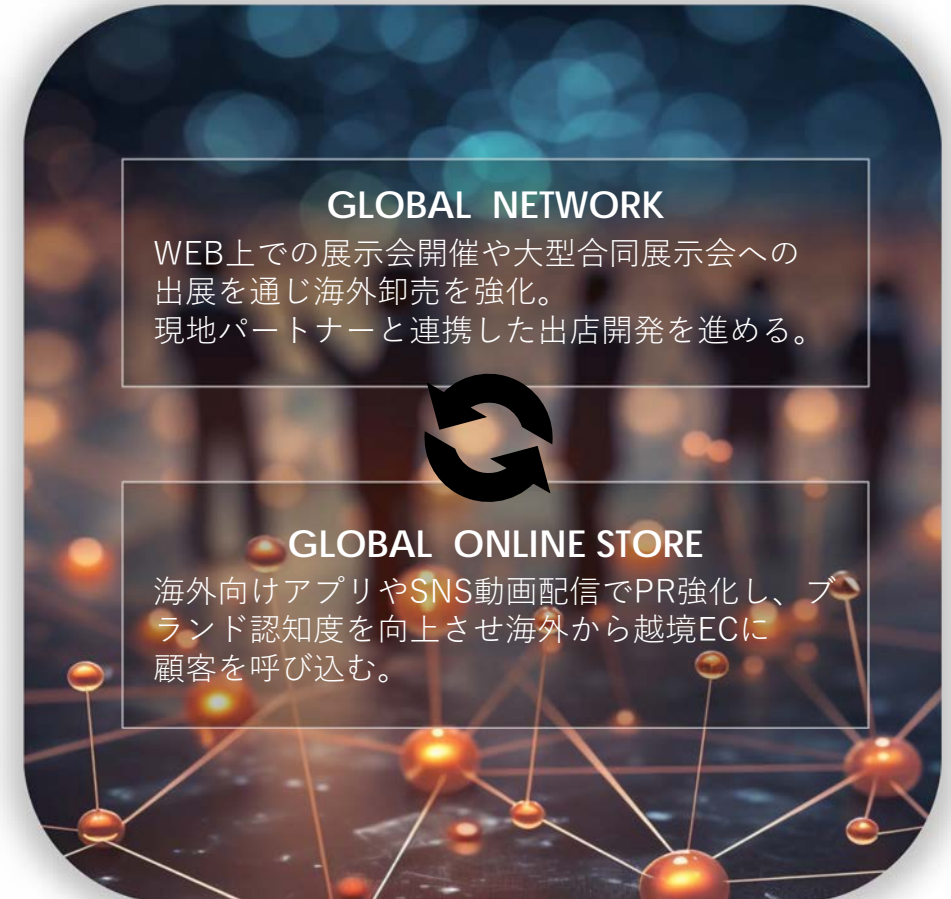 GLOBAL NETWORK
WEB上での展示会開催や大型合同展示会への
出展を通じ海外卸売を強化。
現地パートナーと連携した出店開発を進める。
GLOBAL ONLINE STORE
海外向けアプリやSNS動画配信でPR強化し、ブ
ランド認知度を向上させ海外から越境ECに
顧客を呼び込む。